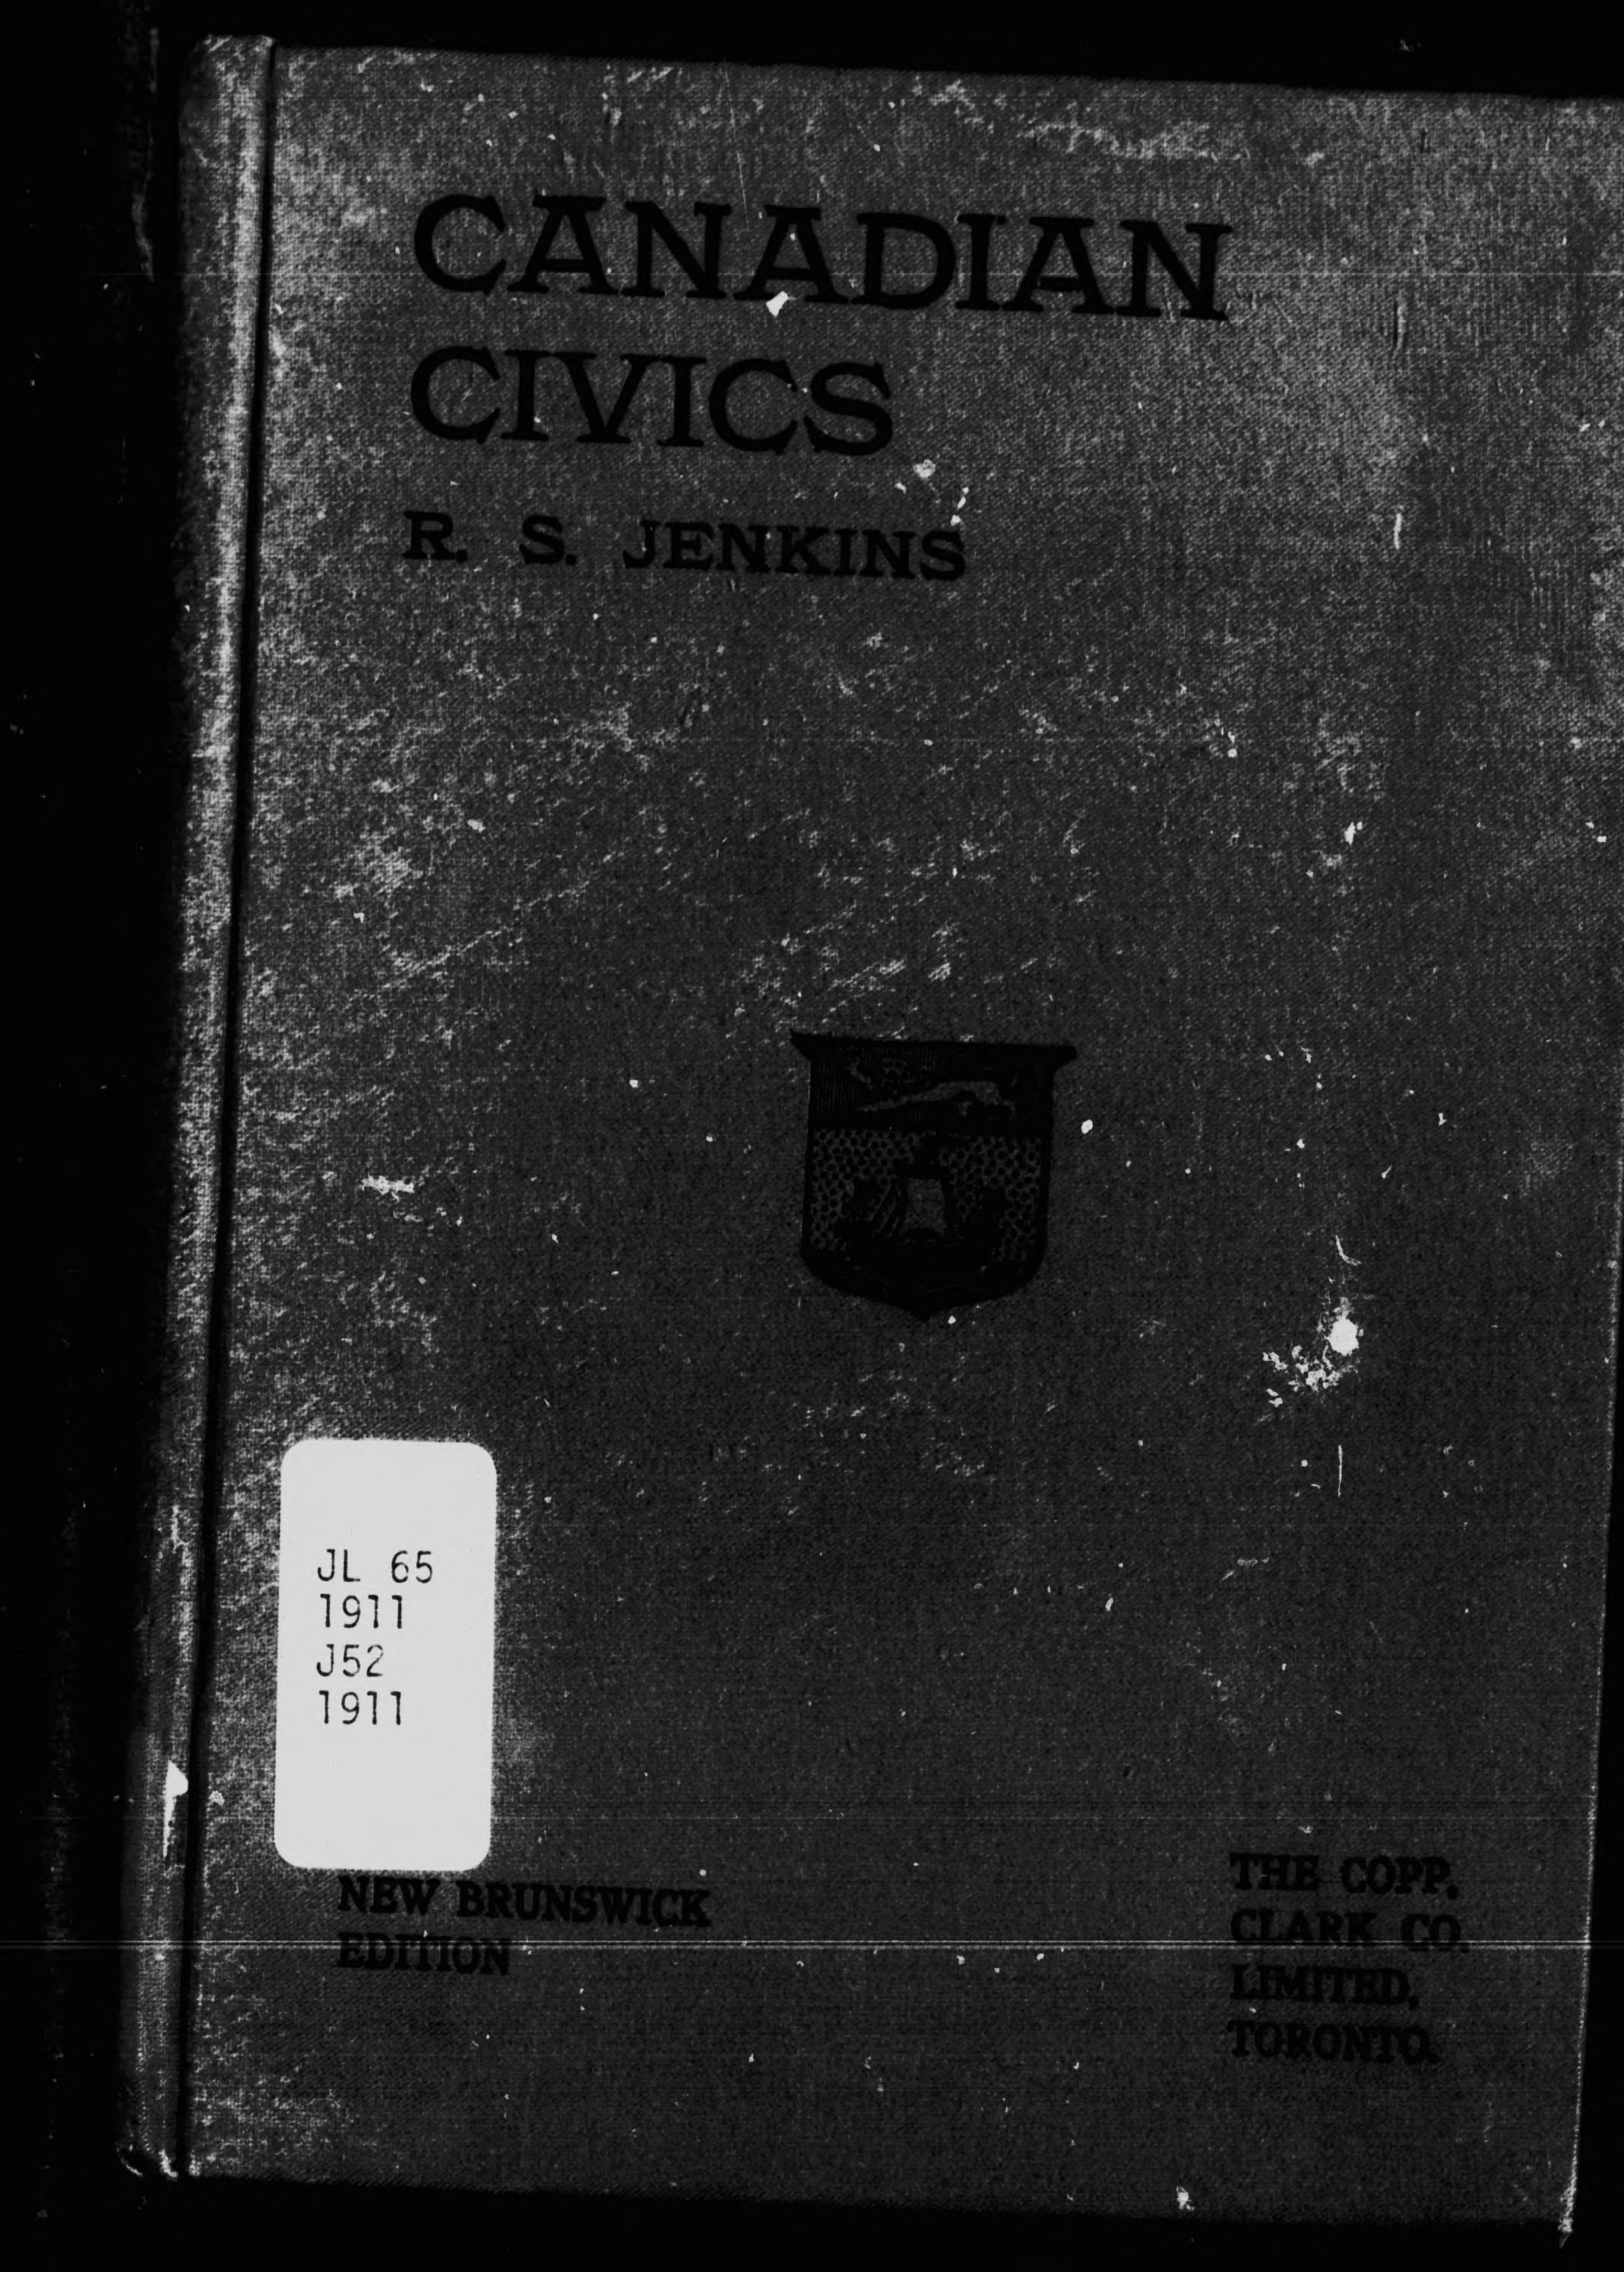 CANADIAN
CIVICS
R. S. JENKINS
JL 65
1911
J52
1911
NEW BRUNSWICK
EDITION
THE COPP,
CLARK CO.
LIMITED,
TORONTO.